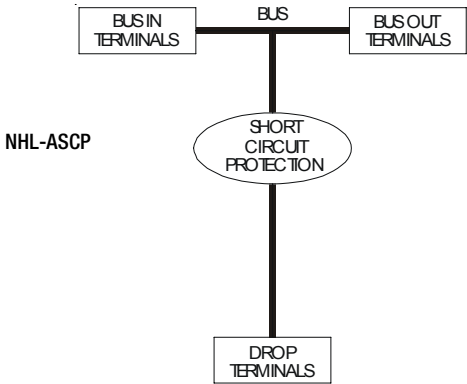 BUS IN
TERMINALS
BUS
BUS OUT
TERMINALS
NHL-ASCP
SHORT
CIRCUIT
PROTECTION
DROP
TERMINALS